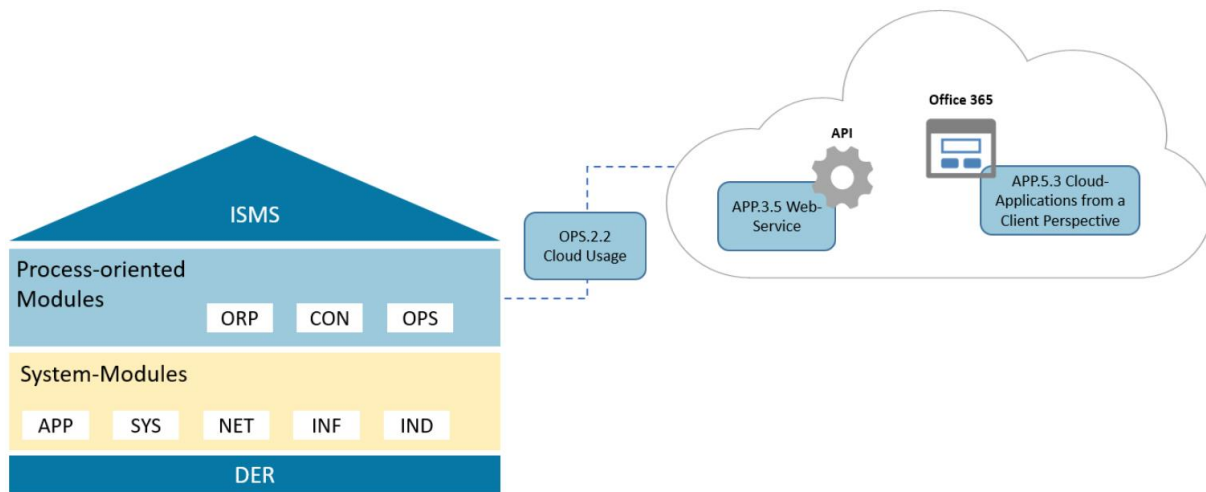 ISMS
Process-oriented
Modules
ORP
CON
OPS
System-Modules
APP
SYS
NET
INF
IND
DER
OPS.2.2
Cloud Usage
API
APP.3.5 Web-
Service
Office 365
APP.5.3 Cloud-
Applications from a
Client Perspective